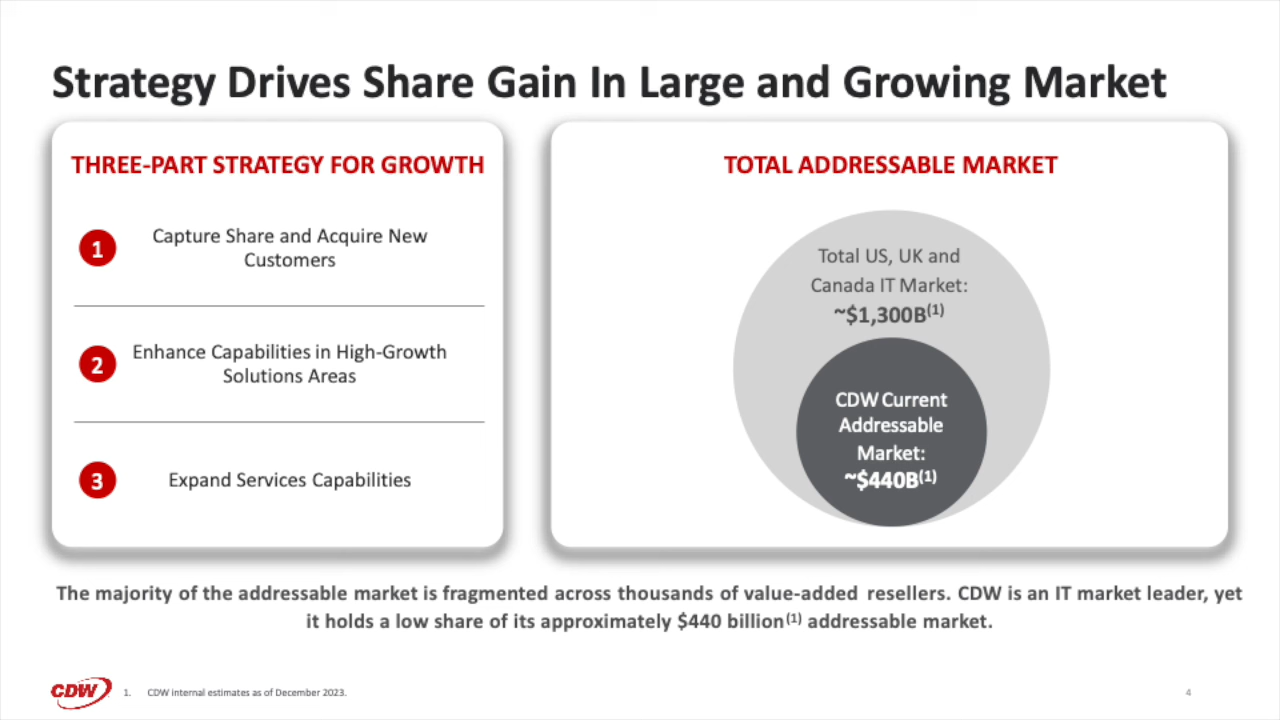 Strategy Drives Share Gain In Large and Growing Market
THREE-PART STRATEGY FOR GROWTH
1
Capture Share and Acquire New
Customers
2
Enhance Capabilities in High-Growth
Solutions Areas
3
Expand Services Capabilities
TOTAL ADDRESSABLE MARKET
Total US, UK and
Canada IT Market:
~$1,300B(1)
CDW Current
Addressable
Market:
~$440B(1)
The majority of the addressable market is fragmented across thousands of value-added resellers. CDW is an IT market leader, yet
it holds a low share of its approximately $440 billion(1) addressable market.
CDW
1. CDW internal estimates as of December 2023.
4